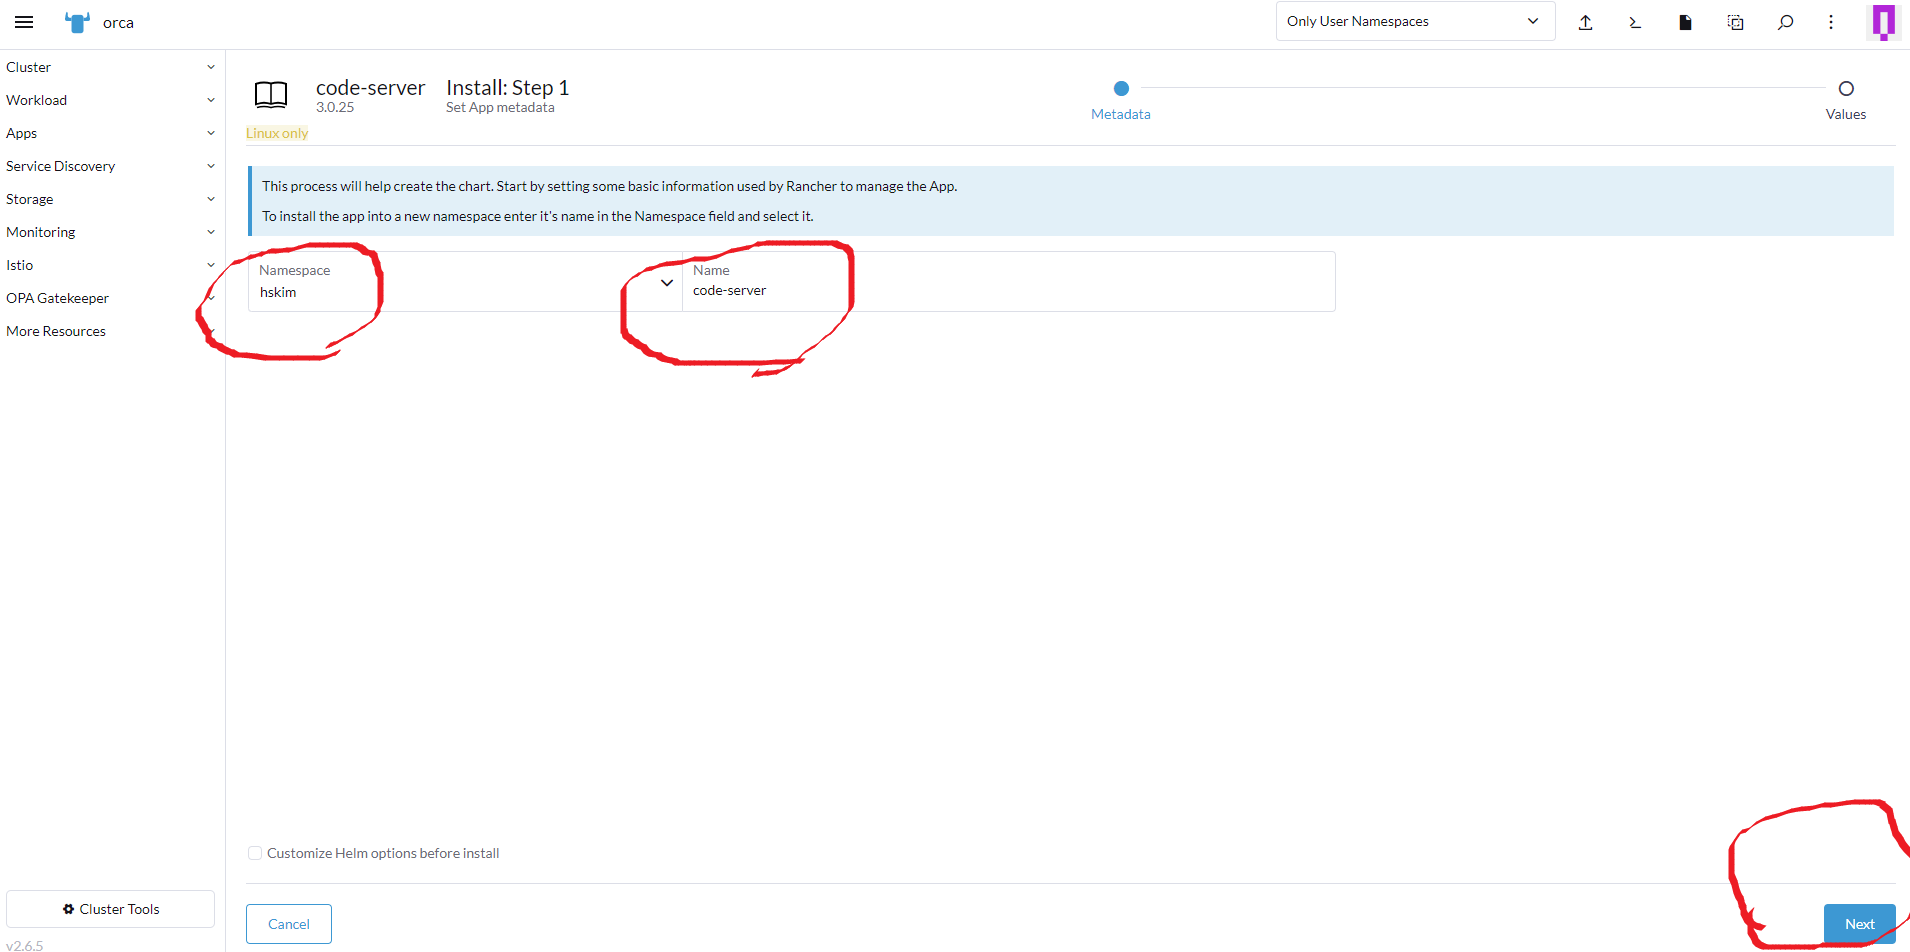 orca
Only User Namespaces
Cluster
Workload
Apps
Service Discovery
Storage
Monitoring
Istio
OPA Gatekeeper
More Resources
Cluster Tools
v2.6.5
code-server
3.0.25
Linux only
Install: Step 1
Set App metadata
Metadata
Values
This process will help create the chart. Start by setting some basic information used by Rancher to manage the App.
To install the app into a new namespace enter it's name in the Namespace field and select it.
Namespace
hskim
Name
code-server
Customize Helm options before install
Cancel
Next